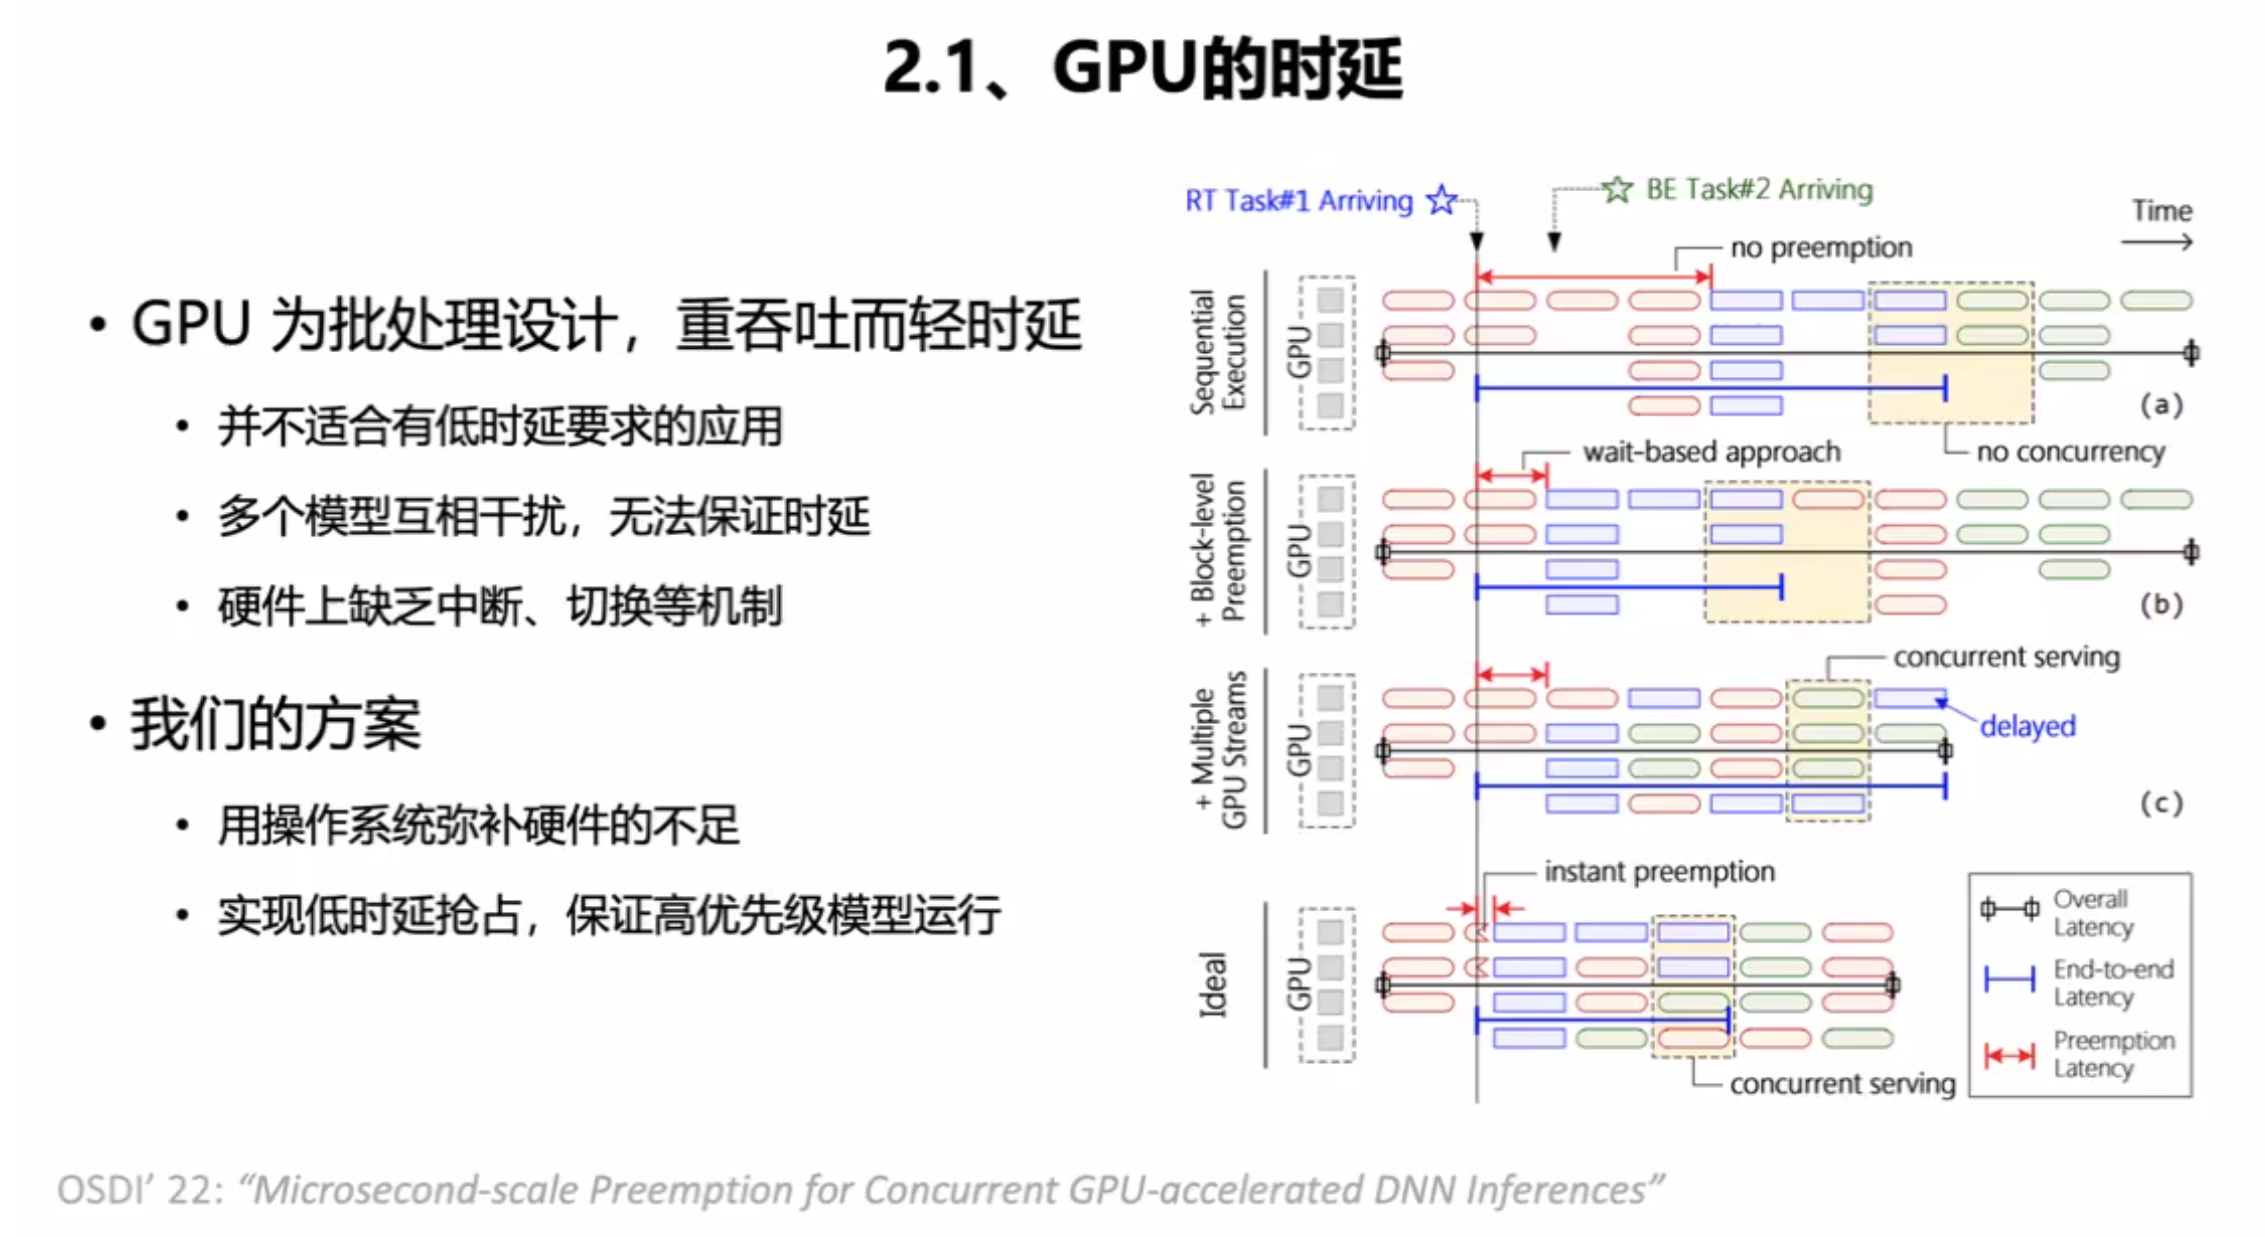 2.1、GPU的时延
• GPU 为批处理设计，重吞吐而轻时延
• 并不适合有低时延要求的应用
• 多个模型互相干扰，无法保证时延
• 硬件上缺乏中断、切换等机制
• 我们的方案
• 用操作系统弥补硬件的不足
• 实现低时延抢占，保证高优先级模型运行
RT Task#1 Arriving
BE Task#2 Arriving
Time
no preemption
Sequential
Execution
GPU
(a)
no concurrency
wait-based approach
+ Block-level
Preemption
GPU
(b)
concurrent serving
+ Multiple
GPU Streams
GPU
delayed
(c)
instant preemption
Ideal
GPU
concurrent serving
Overall
Latency
End-to-end
Latency
Preemption
Latency
OSDI’ 22: “Microsecond-scale Preemption for Concurrent GPU-accelerated DNN Inferences”